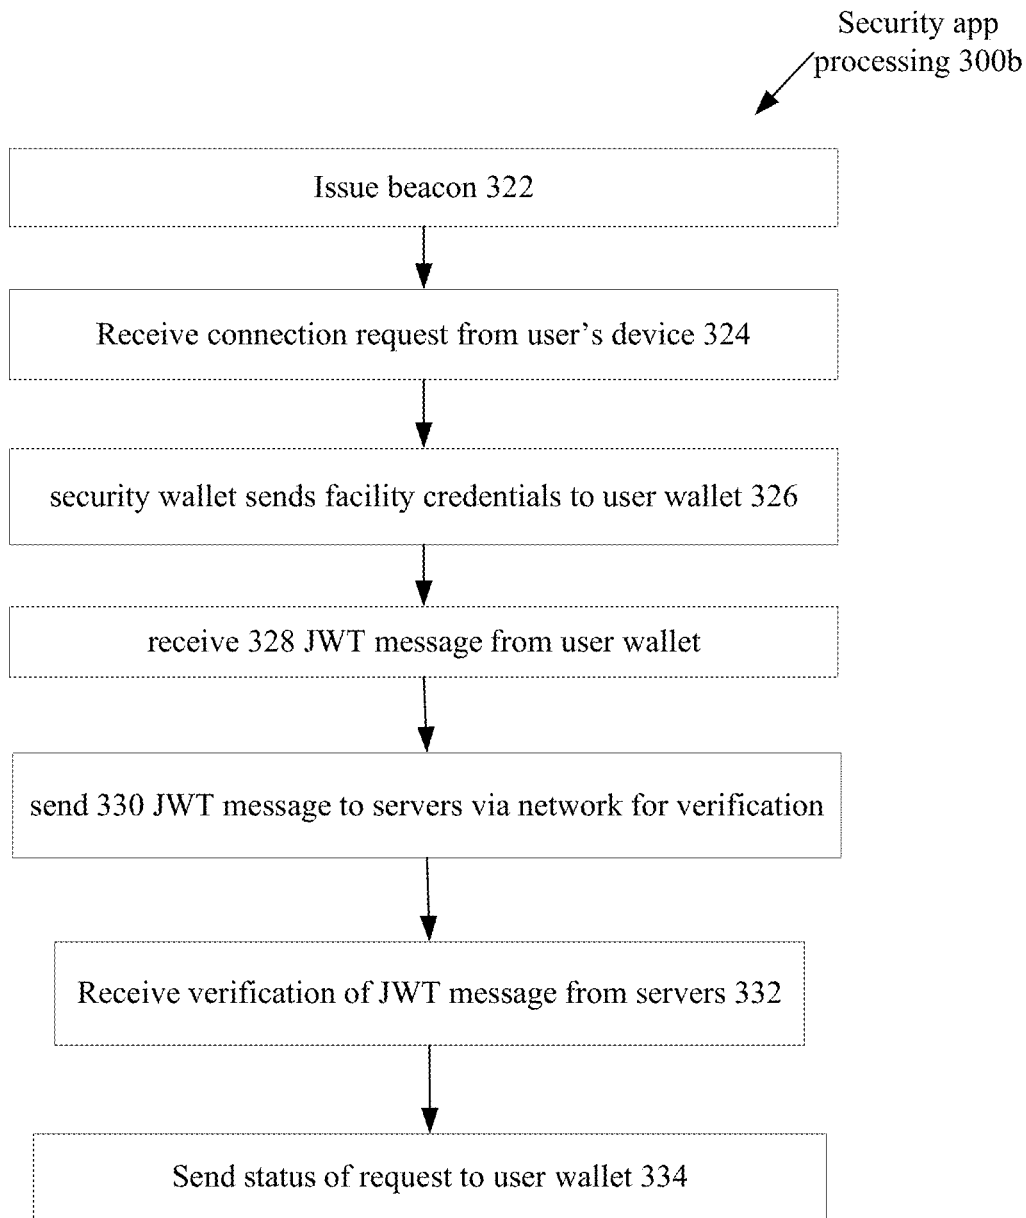 Security app
processing 300b
Issue beacon 322
Receive connection request from user’s device 324
security wallet sends facility credentials to user wallet 326
receive 328 JWT message from user wallet
send 330 JWT message to servers via network for verification
Receive verification of JWT message from servers 332
Send status of request to user wallet 334